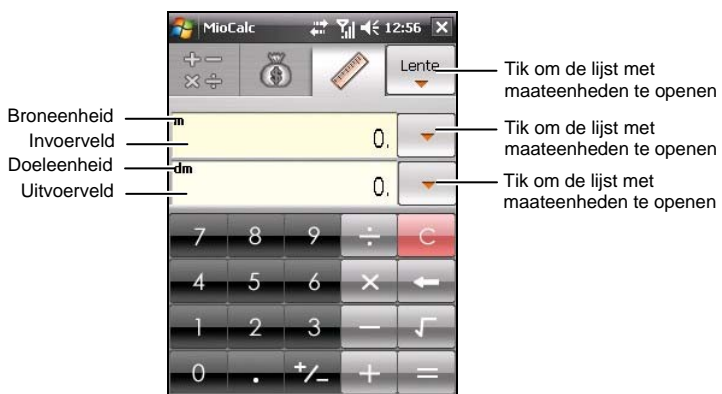 MioCalc 12:56
Lente
Tik om de lijst met
maateenheden te openen
Broneenheid
m
Tik om de lijst met
maateenheden te openen
Invoerveld
0.
Doeleenheid
dm
Tik om de lijst met
maateenheden te openen
Uitvoerveld
0.
7 8 9 ÷ C
4 5 6 ×
1 2 3 − √
0 . +/− + =